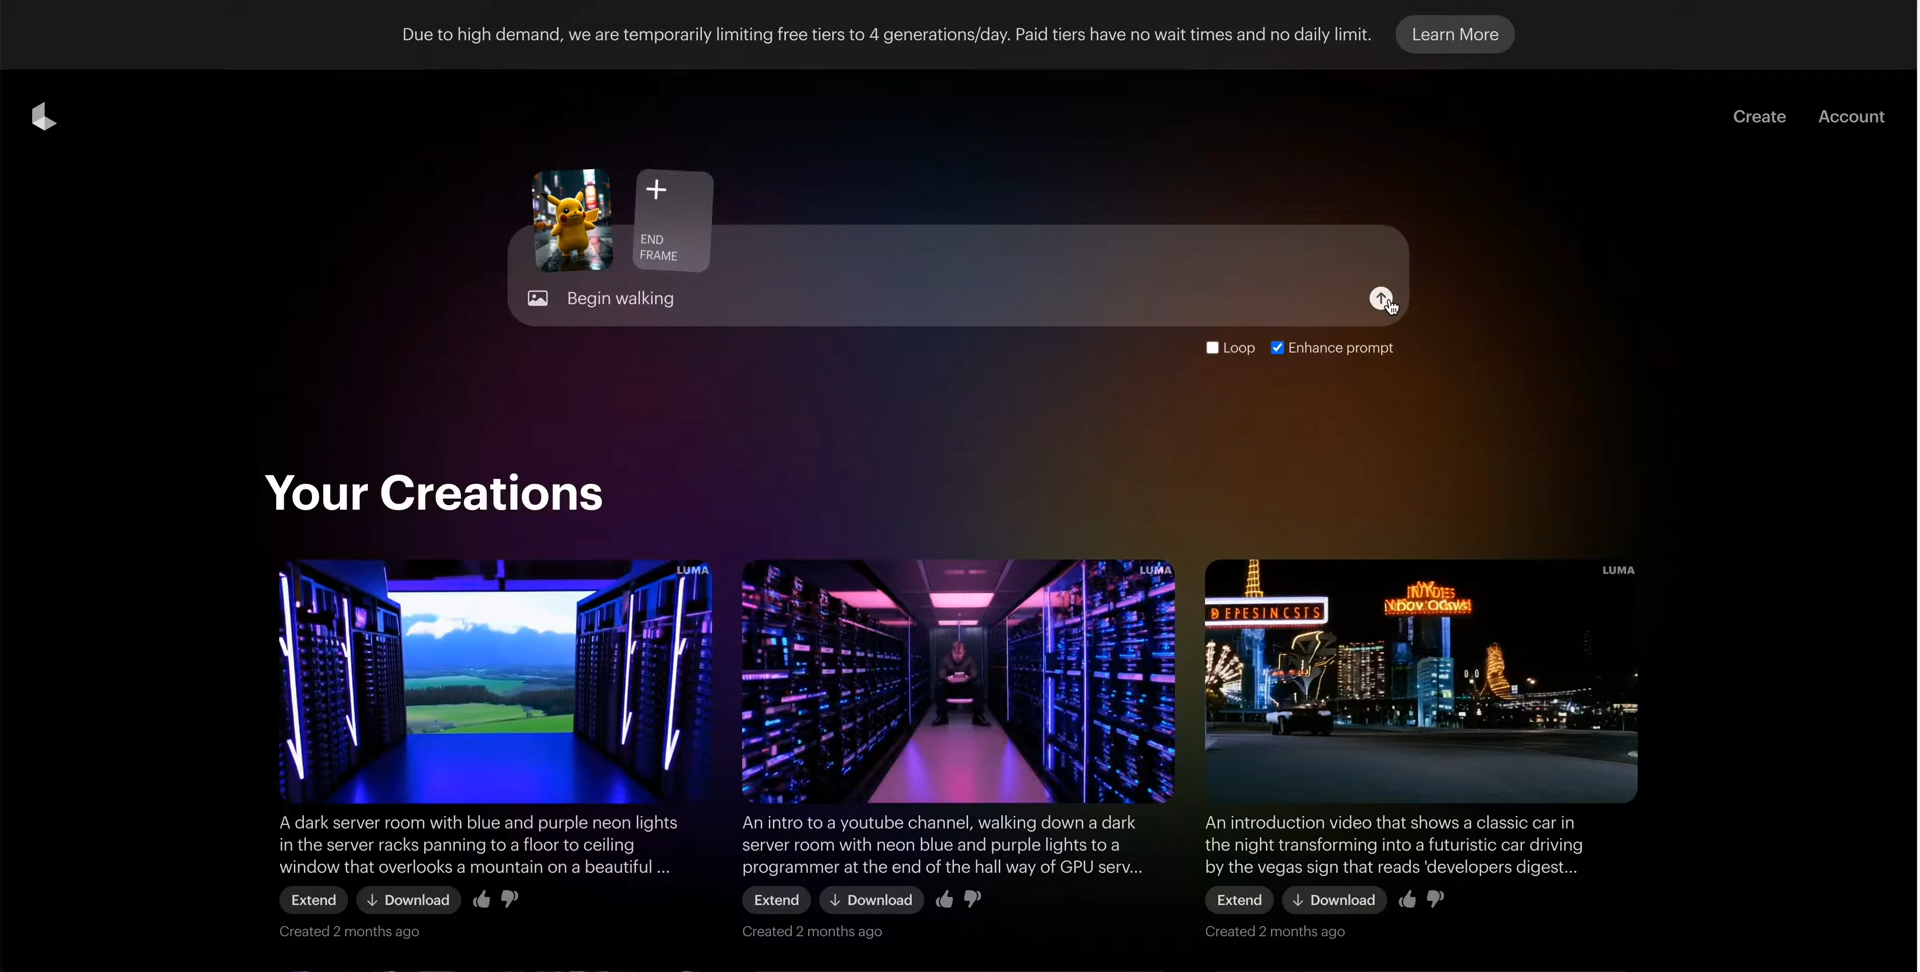 Due to high demand, we are temporarily limiting free tiers to 4 generations/day. Paid tiers have no wait times and no daily limit.
Learn More
Create
Account
END
FRAME
Begin walking
Loop
Enhance prompt
Your Creations
LUMA
LUMA
LUMA
DEPESINCSTS
A dark server room with blue and purple neon lights
in the server racks panning to a floor to ceiling
window that overlooks a mountain on a beautiful ...
Extend
Download
Created 2 months ago
An intro to a youtube channel, walking down a dark
server room with neon blue and purple lights to a
programmer at the end of the hall way of GPU serv...
Extend
Download
Created 2 months ago
An introduction video that shows a classic car in
the night transforming into a futuristic car driving
by the vegas sign that reads 'developers digest...
Extend
Download
Created 2 months ago